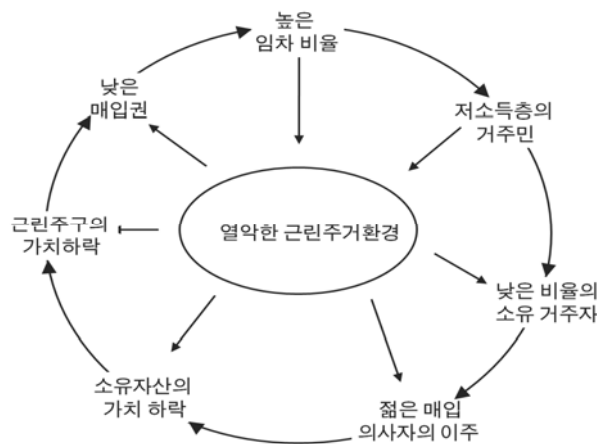 높은
임차 비율
저소득층의
거주민
낮은 비율의
소유 거주자
젊은 매입
의사자의 이주
소유자산의
가치 하락
근린주구의
가치하락
낮은
매입권
열악한 근린주거환경